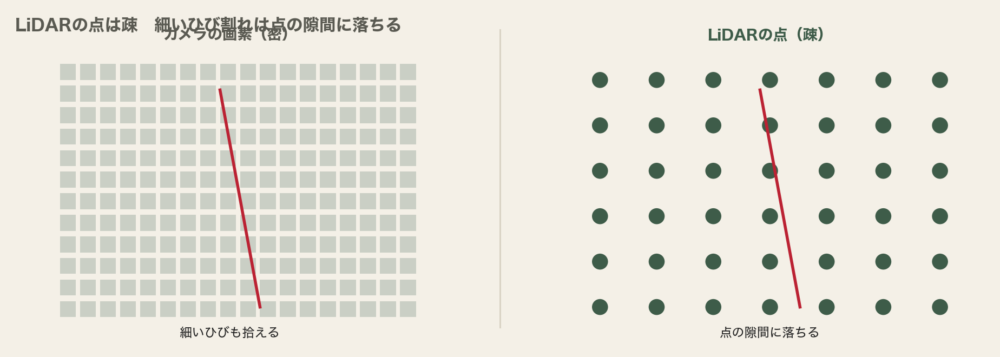 LiDARの点は疎　細いひび割れは点の隙間に落ちる
カメラの画素（密）
LiDARの点（疎）
細いひびも拾える
点の隙間に落ちる